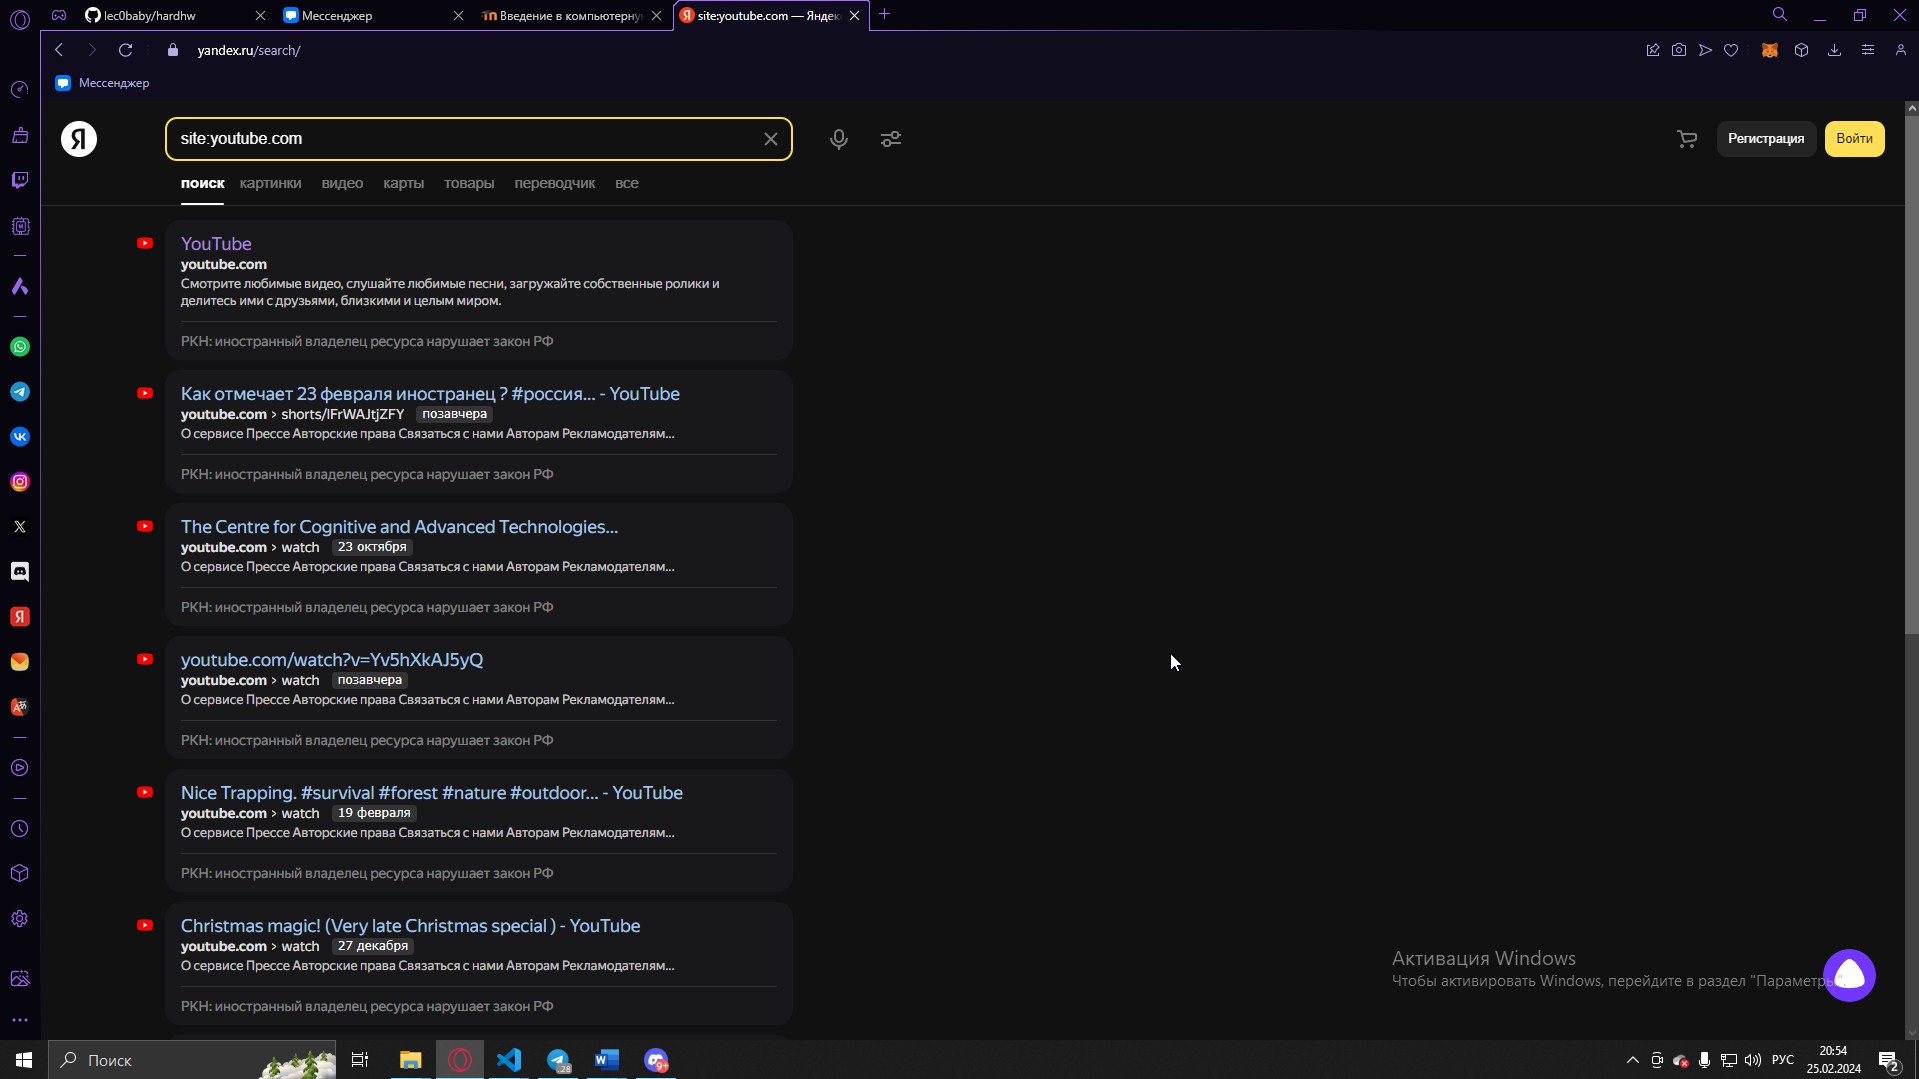 lec0baby/hardhw
Мессенджер
Введение в компьютерну
site:youtube.com — Яндек
yandex.ru/search/
Мессенджер
Я
site:youtube.com
Регистрация
Войти
поиск картинки видео карты товары переводчик все
YouTube
youtube.com
Смотрите любимые видео, слушайте любимые песни, загружайте собственные ролики и
делитесь ими с друзьями, близкими и целым миром.
РКН: иностранный владелец ресурса нарушает закон РФ
Как отмечает 23 февраля иностранец ? #россия... - YouTube
youtube.com › shorts/lFrWAJtjZFY позавчера
О сервисе Прессе Авторские права Связаться с нами Авторам Рекламодателям...
РКН: иностранный владелец ресурса нарушает закон РФ
The Centre for Cognitive and Advanced Technologies...
youtube.com › watch 23 октября
О сервисе Прессе Авторские права Связаться с нами Авторам Рекламодателям...
РКН: иностранный владелец ресурса нарушает закон РФ
youtube.com/watch?v=Yv5hXkAJ5yQ
youtube.com › watch позавчера
О сервисе Прессе Авторские права Связаться с нами Авторам Рекламодателям...
РКН: иностранный владелец ресурса нарушает закон РФ
Nice Trapping. #survival #forest #nature #outdoor... - YouTube
youtube.com › watch 19 февраля
О сервисе Прессе Авторские права Связаться с нами Авторам Рекламодателям...
РКН: иностранный владелец ресурса нарушает закон РФ
Christmas magic! (Very late Christmas special ) - YouTube
youtube.com › watch 27 декабря
О сервисе Прессе Авторские права Связаться с нами Авторам Рекламодателям...
РКН: иностранный владелец ресурса нарушает закон РФ
Активация Windows
Чтобы активировать Windows, перейдите в раздел "Параметры".
Поиск
28
9+
РУС
20:54
25.02.2024
2